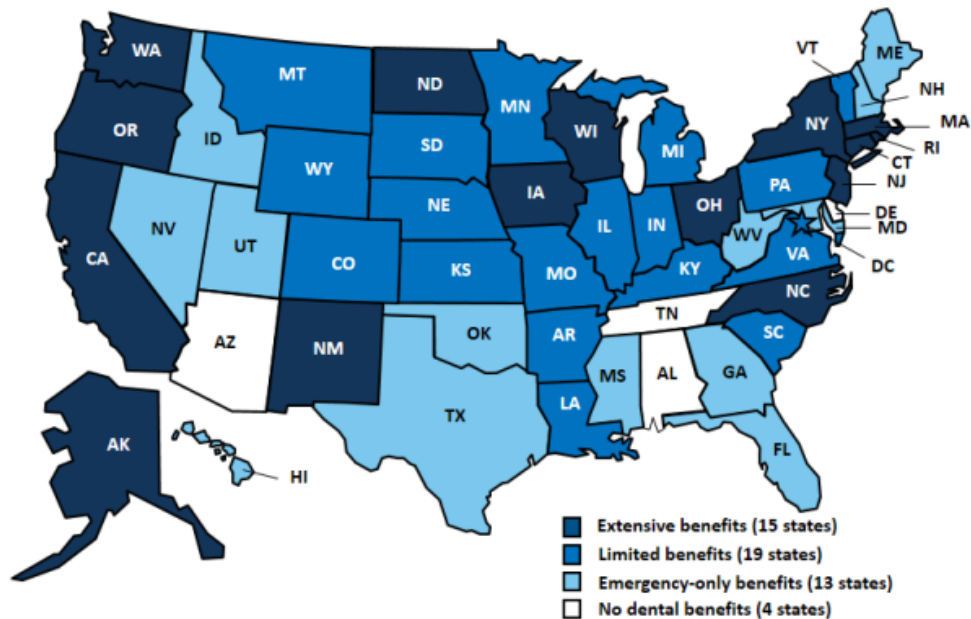 WA
MT
ND
MN
VT
ME
NH
OR
ID
WY
SD
WI
MI
NY
MA
RI
CT
NJ
NV
UT
CO
NE
KS
IA
IL
IN
OH
PA
WV
VA
DE
MD
DC
CA
AZ
NM
OK
MO
KY
TN
NC
SC
AR
MS
AL
GA
LA
TX
FL
AK
HI
Extensive benefits (15 states)
Limited benefits (19 states)
Emergency-only benefits (13 states)
No dental benefits (4 states)